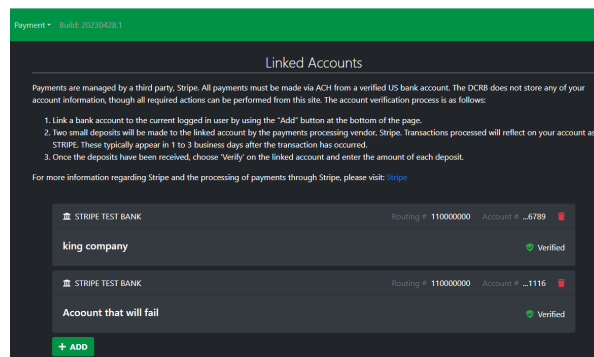 Payment Build: 20230428.1
Linked Accounts
Payments are managed by a third party, Stripe. All payments must be made via ACH from a verified US bank account. The DCRB does not store any of your
account information, though all required actions can be performed from this site. The account verification process is as follows:
1. Link a bank account to the current logged in user by using the "Add" button at the bottom of the page.
2. Two small deposits will be made to the linked account by the payments processing vendor, Stripe. Transactions processed will reflect on your account as
STRIPE. These typically appear in 1 to 3 business days after the transaction has occurred.
3. Once the deposits have been received, choose 'Verify' on the linked account and enter the amount of each deposit.
For more information regarding Stripe and the processing of payments through Stripe, please visit: Stripe
STRIPE TEST BANK Routing # 110000000 Account # ...6789
king company Verified
STRIPE TEST BANK Routing # 110000000 Account # ...1116
Acoount that will fail Verified
+ ADD